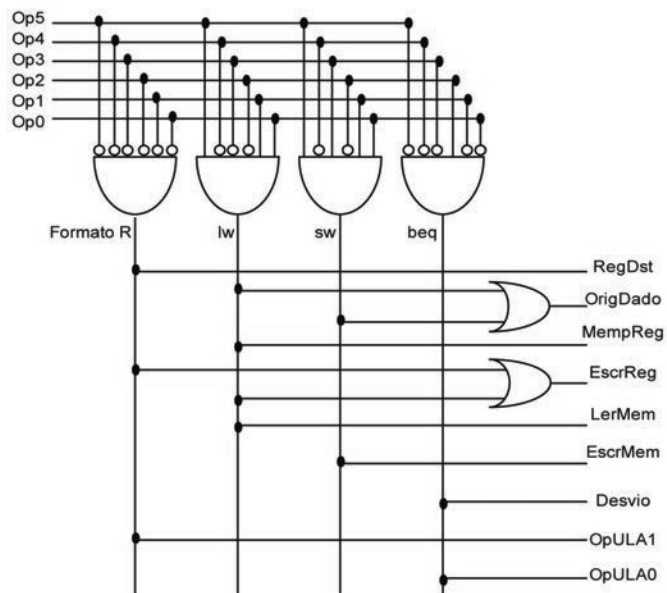 Op5
Op4
Op3
Op2
Op1
Op0
Formato R
lw
sw
beq
RegDst
OrigDado
MempReg
EscrReg
LerMem
EscrMem
Desvio
OpULA1
OpULA0